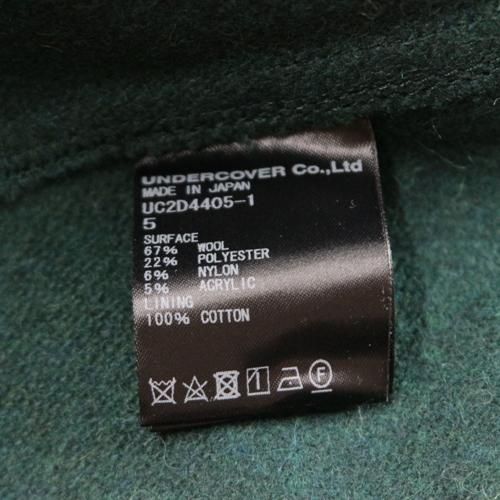 UNDERCOVER Co.,Ltd
MADE IN JAPAN
UC2D4405-1
5
SURFACE
67% WOOL
22% POLYESTER
6% NYLON
5% ACRYLIC
LINING
100% COTTON
F